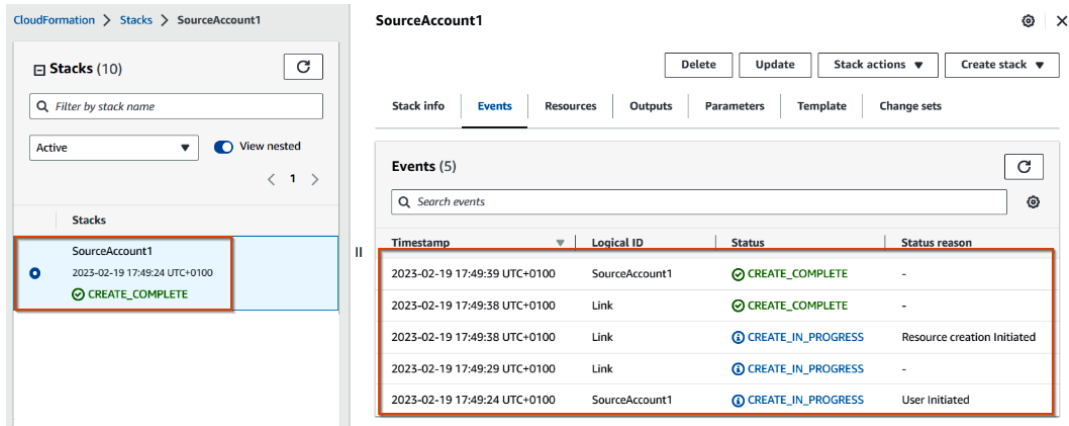 CloudFormation > Stacks > SourceAccount1
Stacks (10)
Filter by stack name
Active
View nested
< 1 >
Stacks
SourceAccount1
2023-02-19 17:49:24 UTC+0100
CREATE_COMPLETE
SourceAccount1
Delete Update Stack actions Create stack
Stack info Events Resources Outputs Parameters Template Change sets
Events (5)
Search events
Timestamp Logical ID Status Status reason
2023-02-19 17:49:39 UTC+0100 SourceAccount1 CREATE_COMPLETE -
2023-02-19 17:49:38 UTC+0100 Link CREATE_COMPLETE -
2023-02-19 17:49:38 UTC+0100 Link CREATE_IN_PROGRESS Resource creation Initiated
2023-02-19 17:49:29 UTC+0100 Link CREATE_IN_PROGRESS -
2023-02-19 17:49:24 UTC+0100 SourceAccount1 CREATE_IN_PROGRESS User Initiated